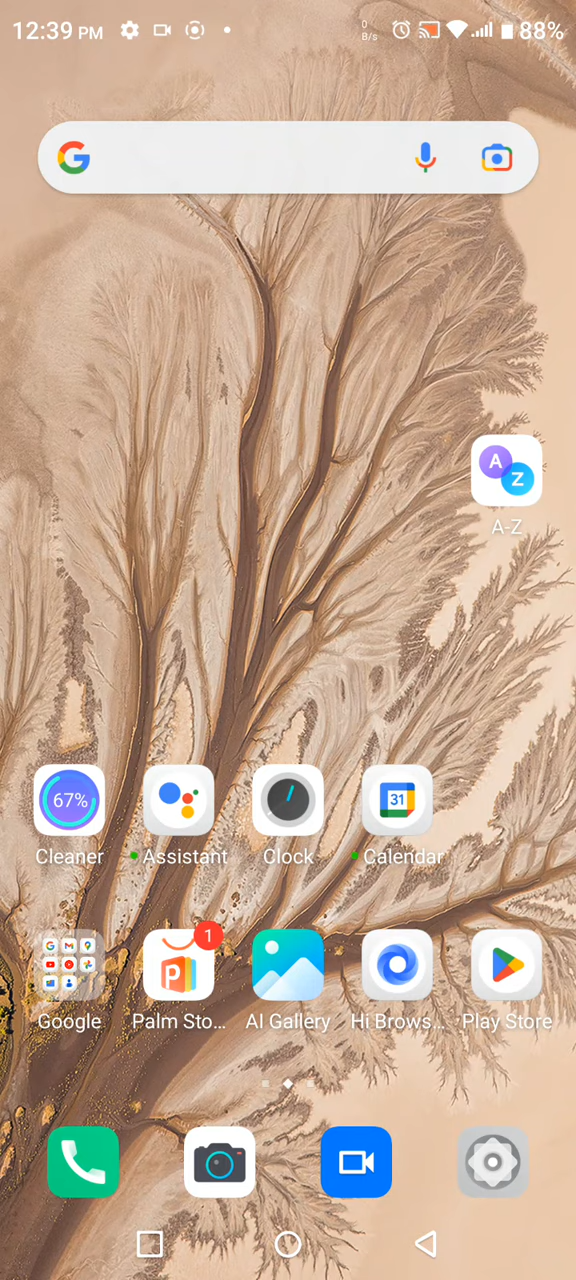 12:39 PM
0
B/s
88%
A
Z
A-Z
67%
31
Cleaner
Assistant
Clock
Calendar
1
Google
Palm Sto...
AI Gallery
Hi Brows...
Play Store